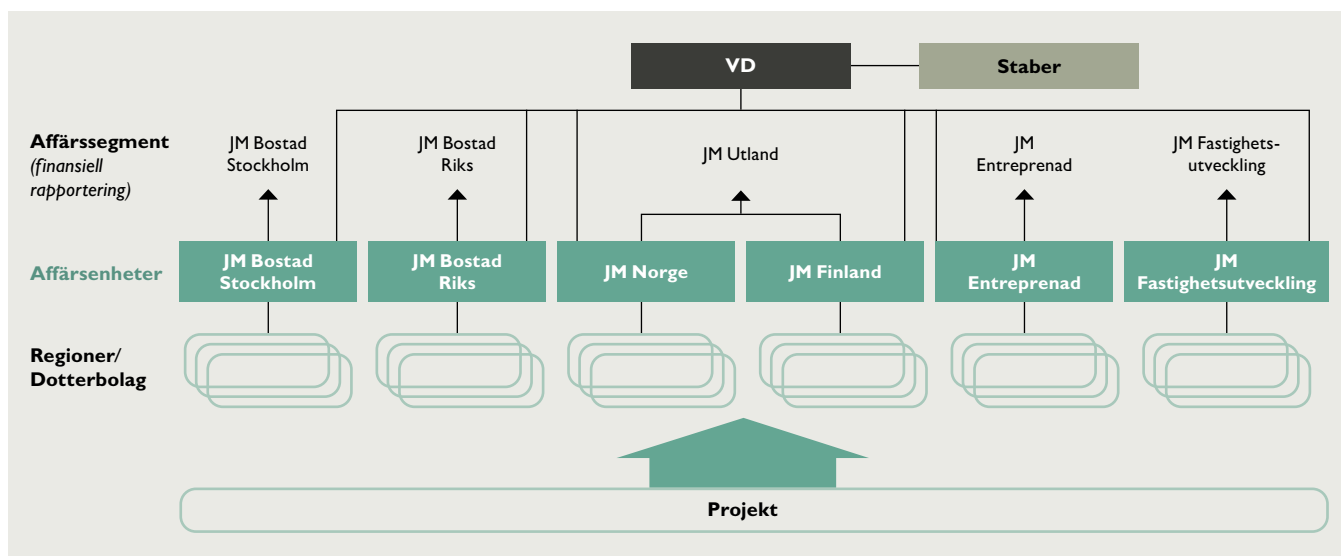 VD
Staber
Affärssegment
(finansiell
rapportering)
JM Bostad
Stockholm
JM Bostad
Riks
JM Utland
JM
Entreprenad
JM Fastighets-
utveckling
Affärsenheter
JM Bostad
Stockholm
JM Bostad
Riks
JM Norge
JM Finland
JM
Entreprenad
JM
Fastighetsutveckling
Regioner/
Dotterbolag
Projekt